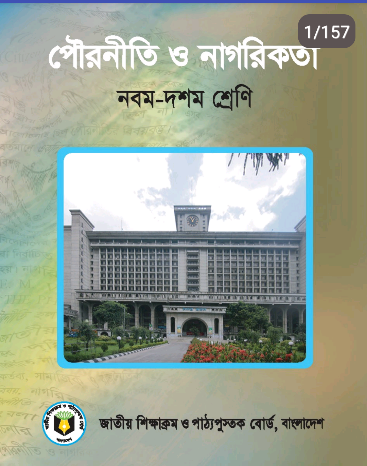 1/157
পৌরনীতি ও নাগরিকতা
নবম-দশম শ্রেণি
জাতীয় শিক্ষাক্রম ও পাঠ্যপুস্তক বোর্ড, বাংলাদেশ